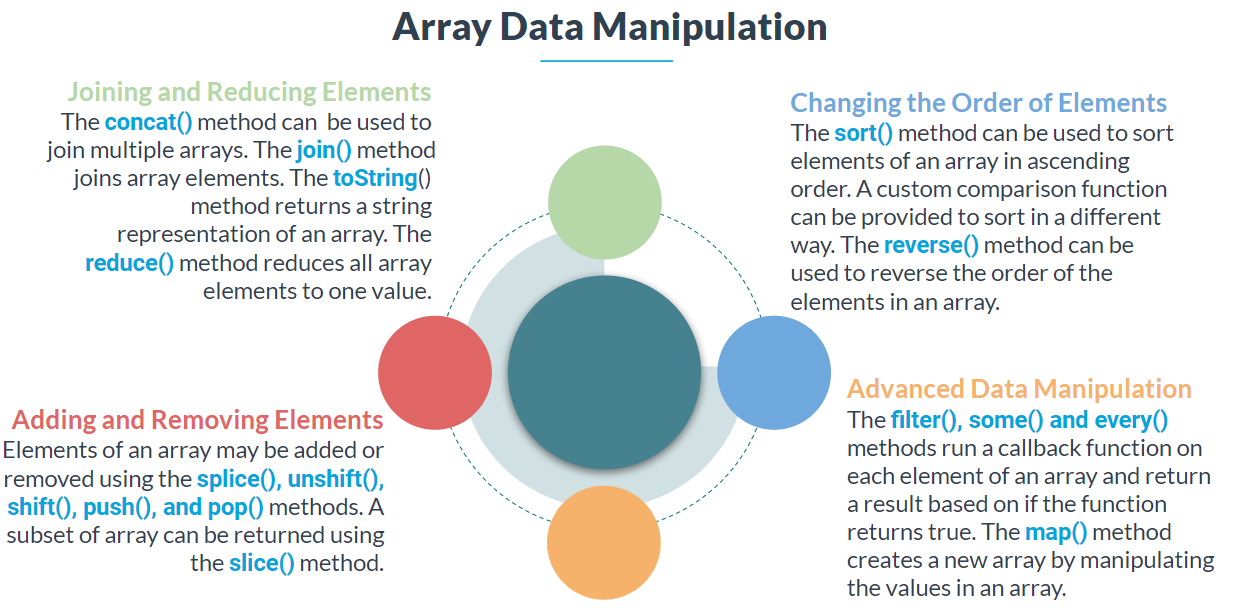 Array Data Manipulation
Joining and Reducing Elements
The concat() method can be used to
join multiple arrays. The join() method
joins array elements. The toString()
method returns a string
representation of an array. The
reduce() method reduces all array
elements to one value.
Changing the Order of Elements
The sort() method can be used to sort
elements of an array in ascending
order. A custom comparison function
can be provided to sort in a different
way. The reverse() method can be
used to reverse the order of the
elements in an array.
Adding and Removing Elements
Elements of an array may be added or
removed using the splice(), unshift(),
shift(), push(), and pop() methods. A
subset of array can be returned using
the slice() method.
Advanced Data Manipulation
The filter(), some() and every()
methods run a callback function on
each element of an array and return
a result based on if the function
returns true. The map() method
creates a new array by manipulating
the values in an array.